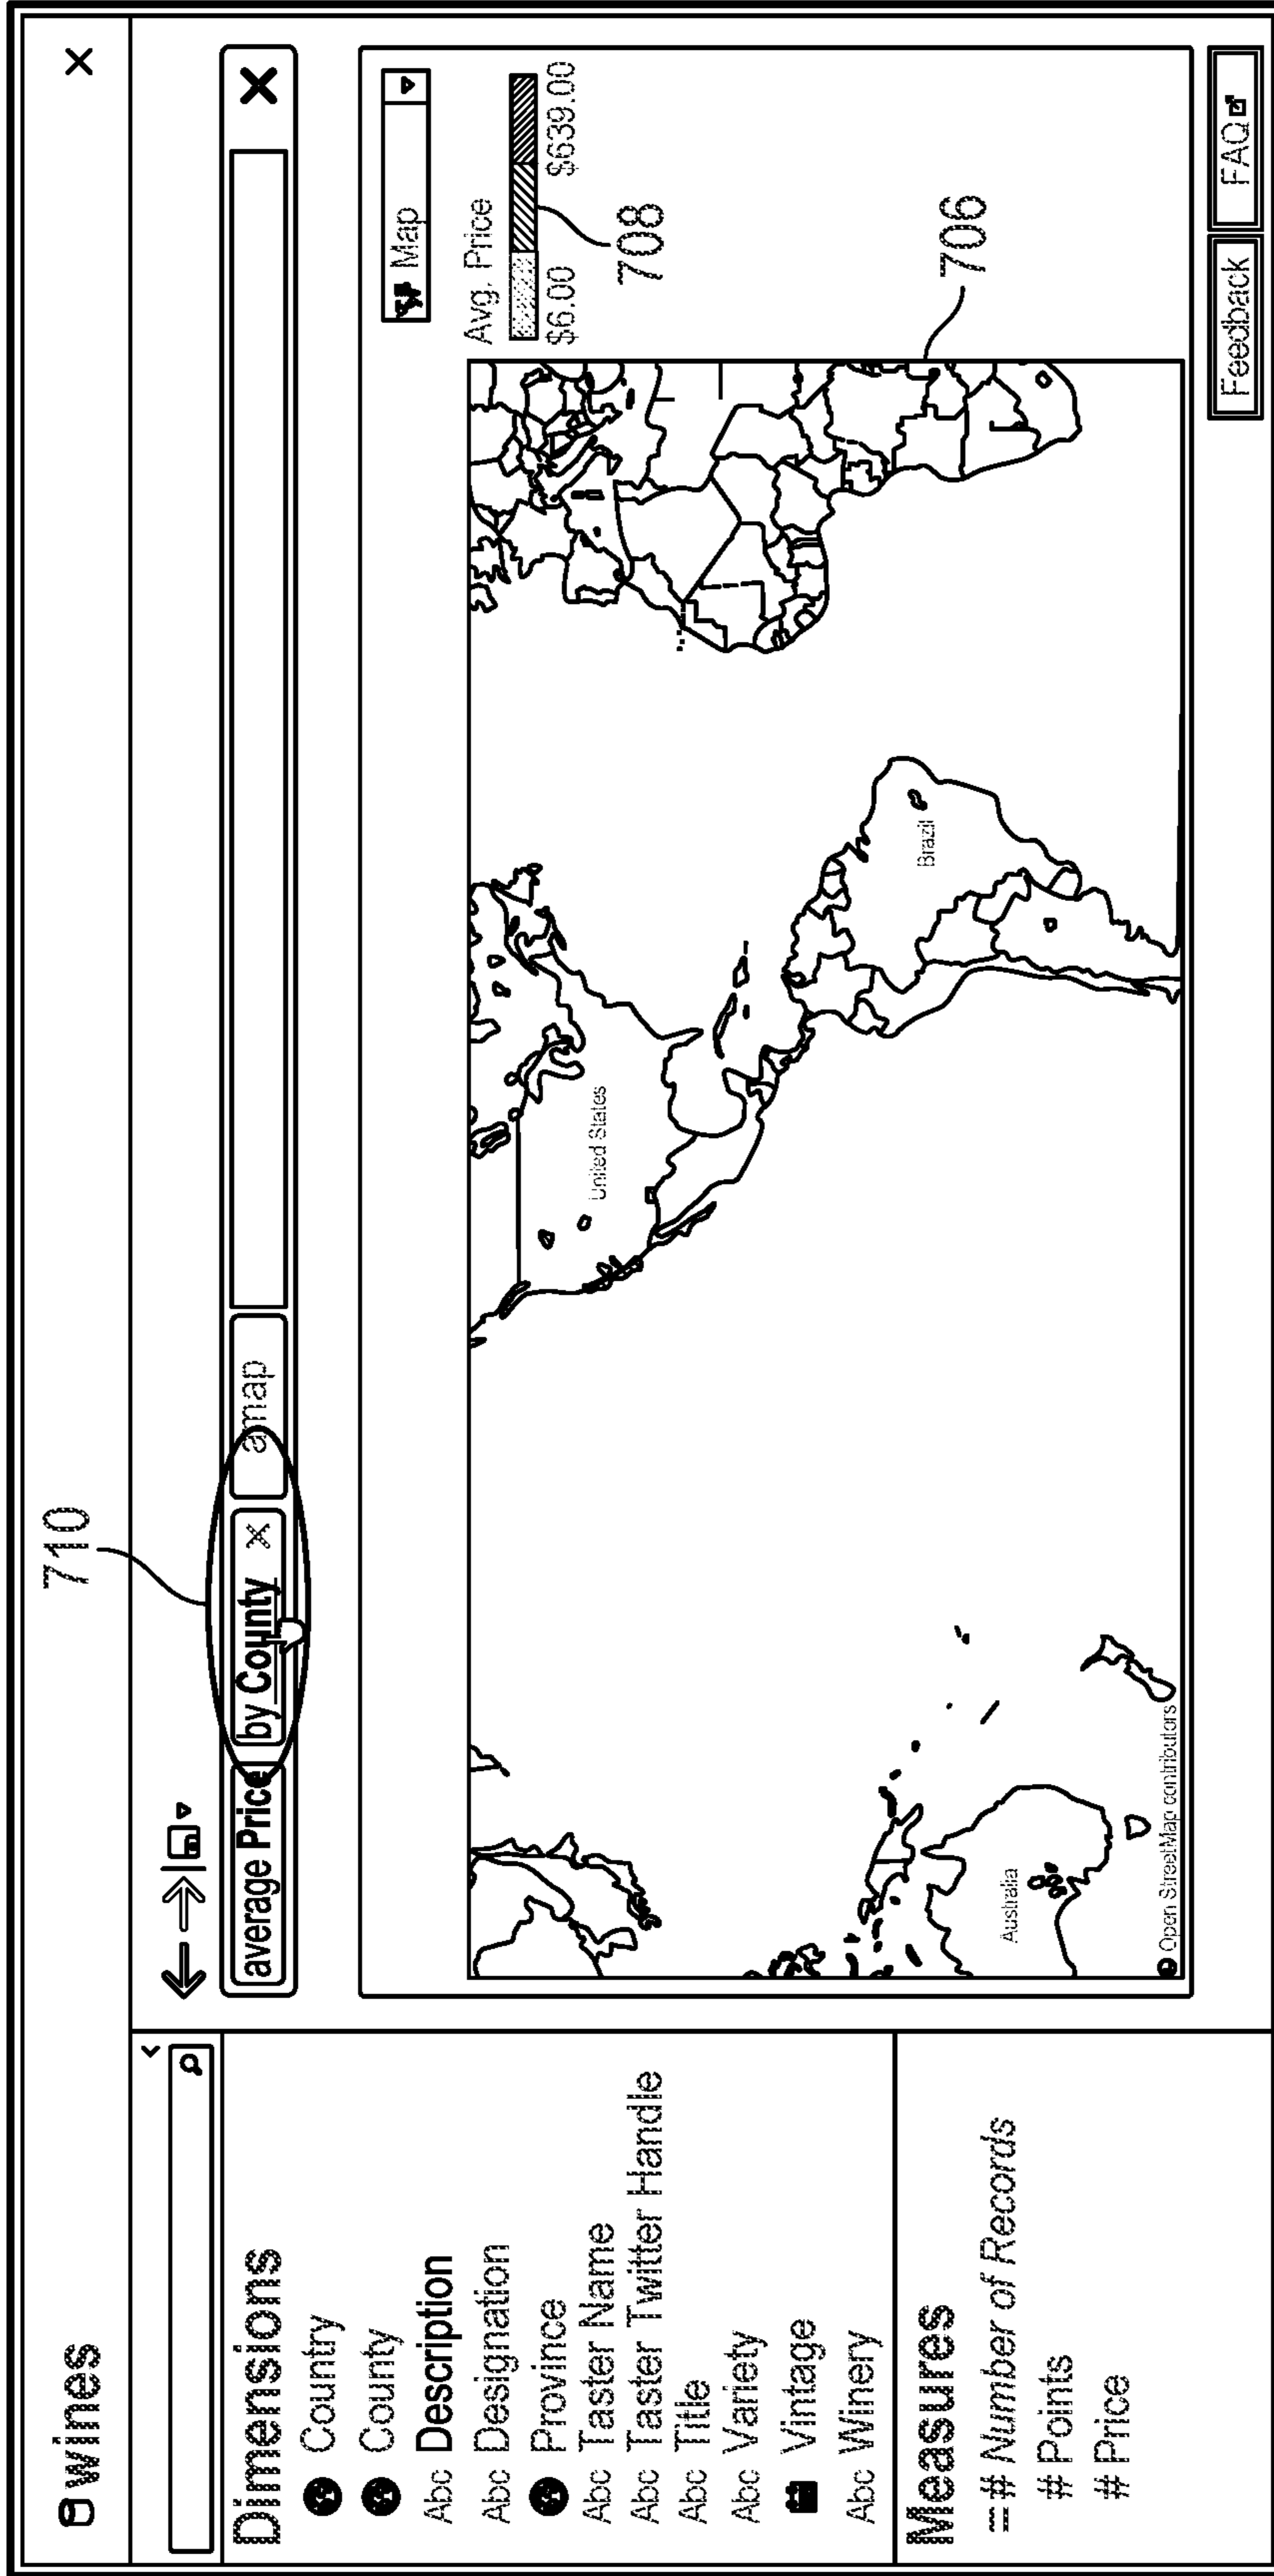 710
wines
×
average Price
by County ×
amap
×
Dimensions
Country
County
Abc Description
Abc Designation
Province
Abc Taster Name
Abc Taster Twitter Handle
Abc Title
Abc Variety
Vintage
Abc Winery
Measures
=# Number of Records
# Points
# Price
Map
Avg. Price
$6.00 $639.00
708
706
United States
Brazil
Australia
Open StreetMap contributors
Feedback
FAQ